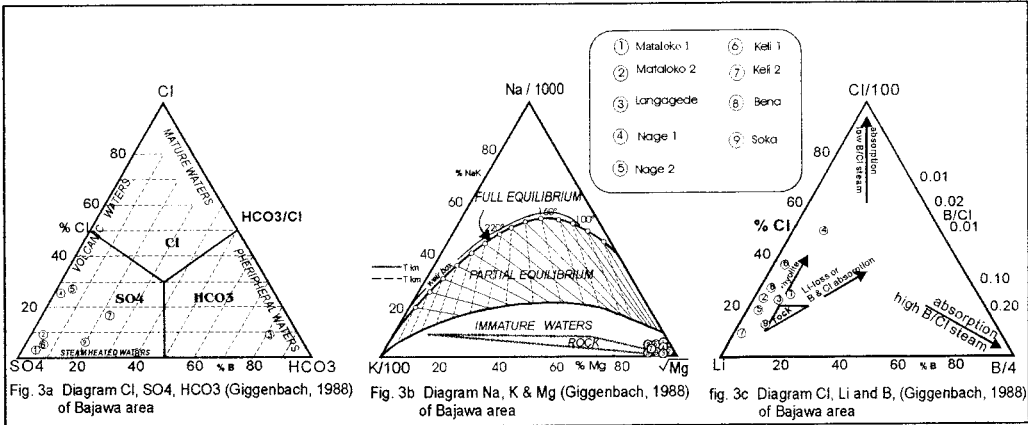 ① Mataloko 1
② Mataloko 2
③ Langagede
④ Nage 1
⑤ Nage 2
⑥ Keli 1
⑦ Keli 2
⑧ Bena
⑨ Soka
Cl
MATURE WATERS
80
60
% Cl
VOLCANIC WATERS
HCO3/Cl
Cl
40
SO4
HCO3
PHERIPHERAL WATERS
20
STEAM HEATED WATERS
SO4
20
40
% B
60
80
HCO3
Fig. 3a Diagram Cl, SO4, HCO3 (Giggenbach, 1988)
of Bajawa area
Na / 1000
80
% NaK
60
FULL EQUILIBRIUM
160°
100°
220°
40
T km
T km
PARTIAL EQUILIBRIUM
20
IMMATURE WATERS
ROCK
K/100
20
40
% Mg
60
80
√Mg
Fig. 3b Diagram Na, K & Mg (Giggenbach, 1988)
of Bajawa area
Cl/100
absorption
low B/Cl steam
80
60
0.01
0.02
B/Cl
0.01
% Cl
40
Li-loss or
B & Cl absorption
0.10
20
0.20
Rock
absorption
high B/Cl steam
Li
20
40
60
% B
80
B/4
Fig. 3c Diagram Cl, Li and B, (Giggenbach, 1988)
of Bajawa area